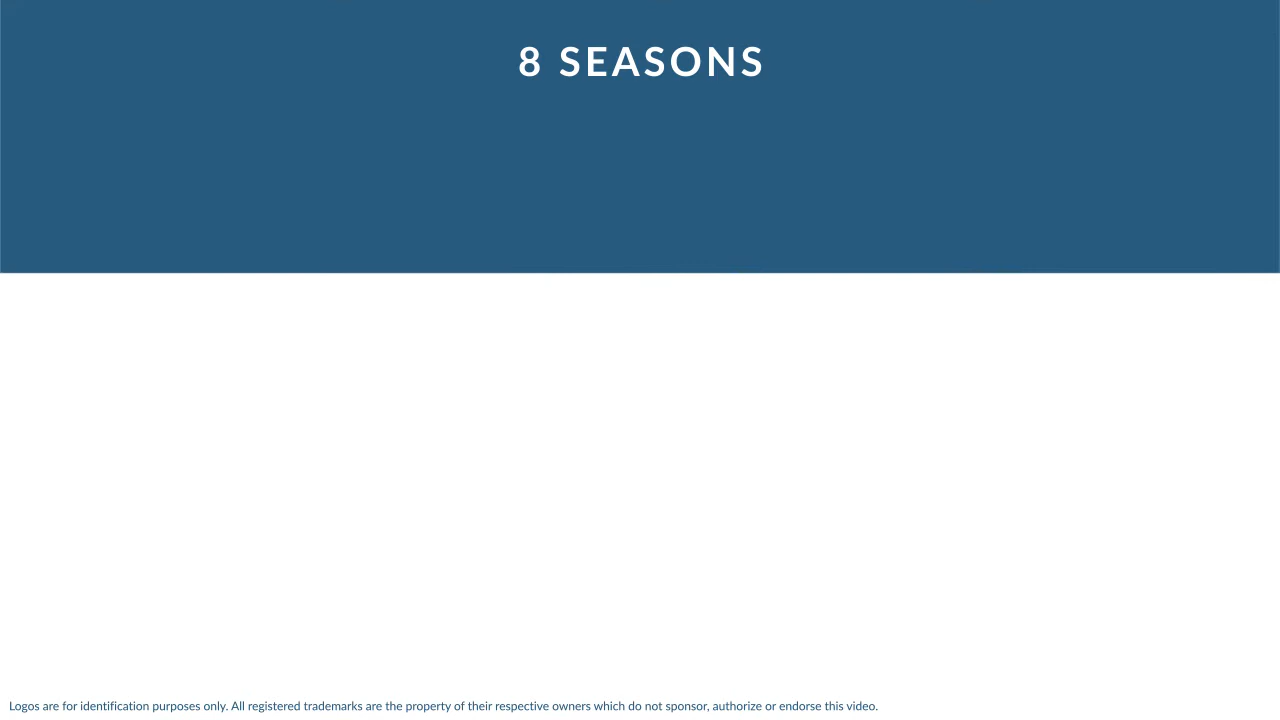 8 SEASONS
Logos are for identification purposes only. All registered trademarks are the property of their respective owners which do not sponsor, authorize or endorse this video.